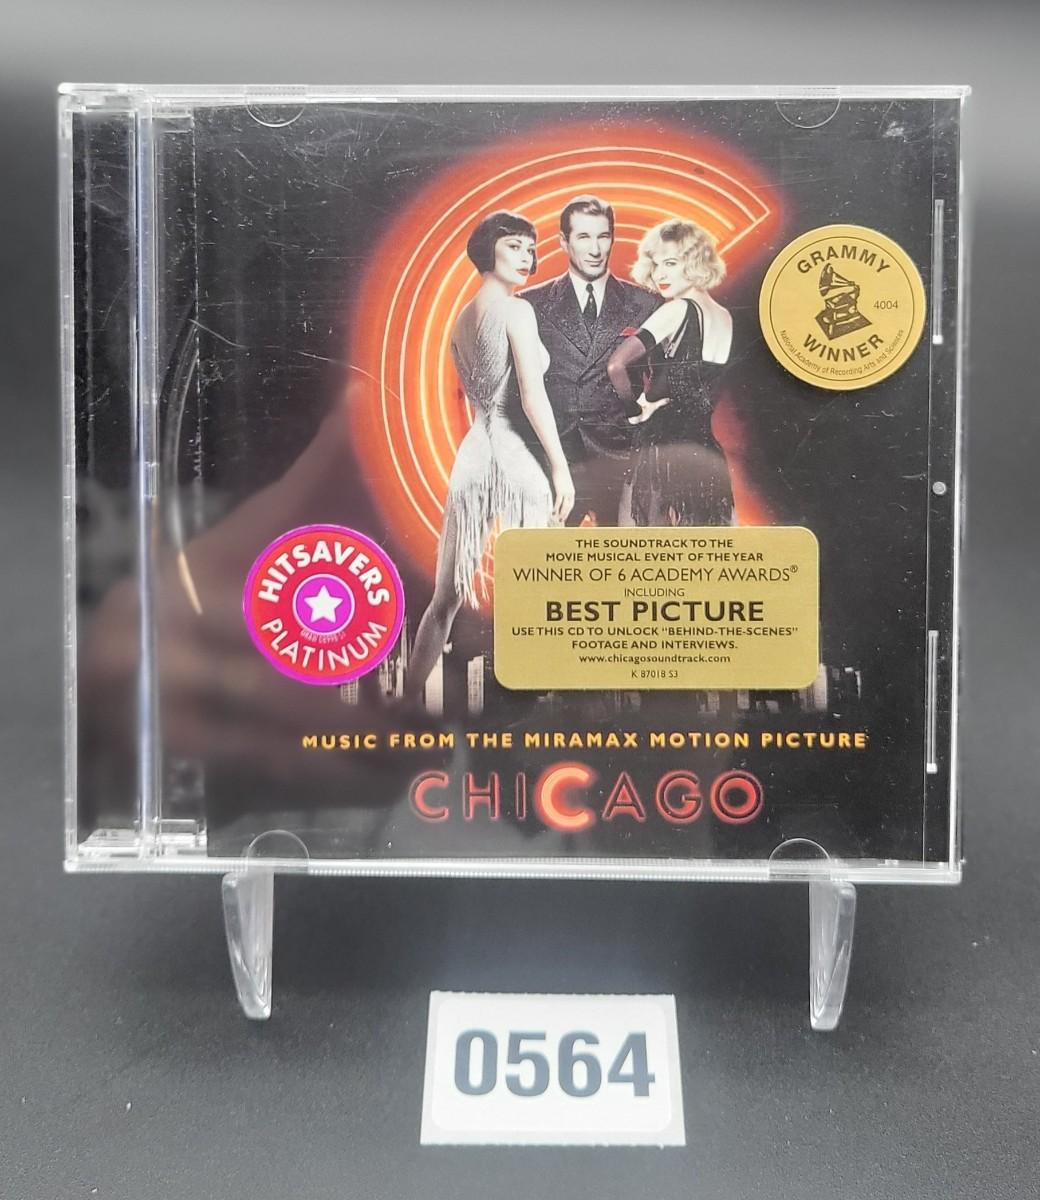 GRAMMY
4004
WINNER
National Academy of Recording Arts and Sciences
HITSAVERS
PLATINUM
THE SOUNDTRACK TO THE
MOVIE MUSICAL EVENT OF THE YEAR
WINNER OF 6 ACADEMY AWARDS®
INCLUDING
BEST PICTURE
USE THIS CD TO UNLOCK "BEHIND-THE-SCENES"
FOOTAGE AND INTERVIEWS.
www.chicagosoundtrack.com
K 87018 S3
MUSIC FROM THE MIRAMAX MOTION PICTURE
CHICAGO
0564